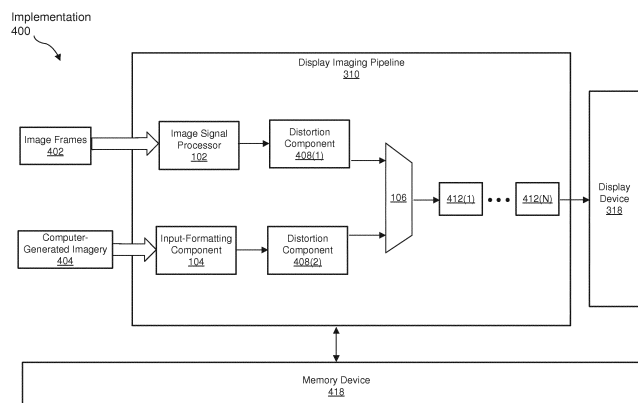 Implementation
400
Display Imaging Pipeline
310
Image Frames
402
Image Signal
Processor
102
Distortion
Component
408(1)
106
412(1)
412(N)
Display
Device
318
Computer-
Generated Imagery
404
Input-Formatting
Component
104
Distortion
Component
408(2)
Memory Device
418